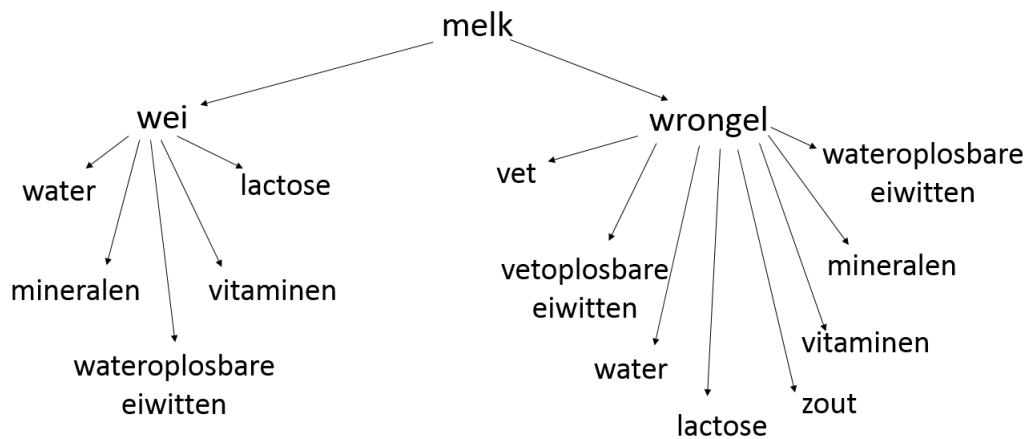 melk
wei
wrongel
water
lactose
mineralen
vitaminen
wateroplosbare
eiwitten
vet
vetoplosbare
eiwitten
water
lactose
zout
vitaminen
mineralen
wateroplosbare
eiwitten